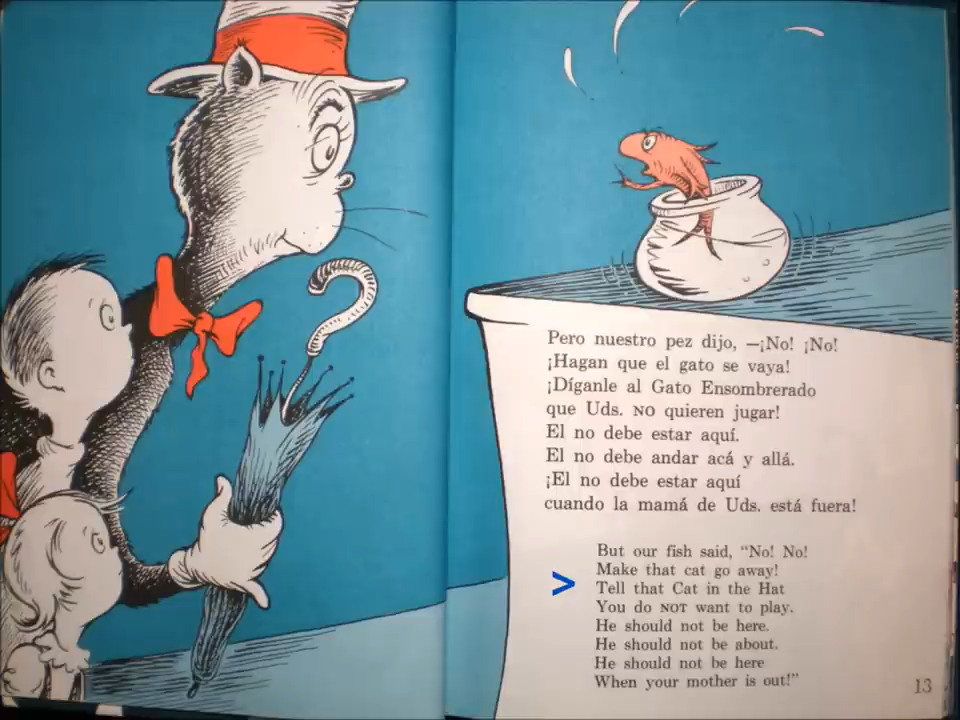 Pero nuestro pez dijo, —¡No! ¡No!
¡Hagan que el gato se vaya!
¡Díganle al Gato Ensombrerado
que Uds. NO quieren jugar!
El no debe estar aquí.
El no debe andar acá y allá.
¡El no debe estar aquí
cuando la mamá de Uds. está fuera!
But our fish said, "No! No!
Make that cat go away!
>
Tell that Cat in the Hat
You do NOT want to play.
He should not be here.
He should not be about.
He should not be here
When your mother is out!"
13